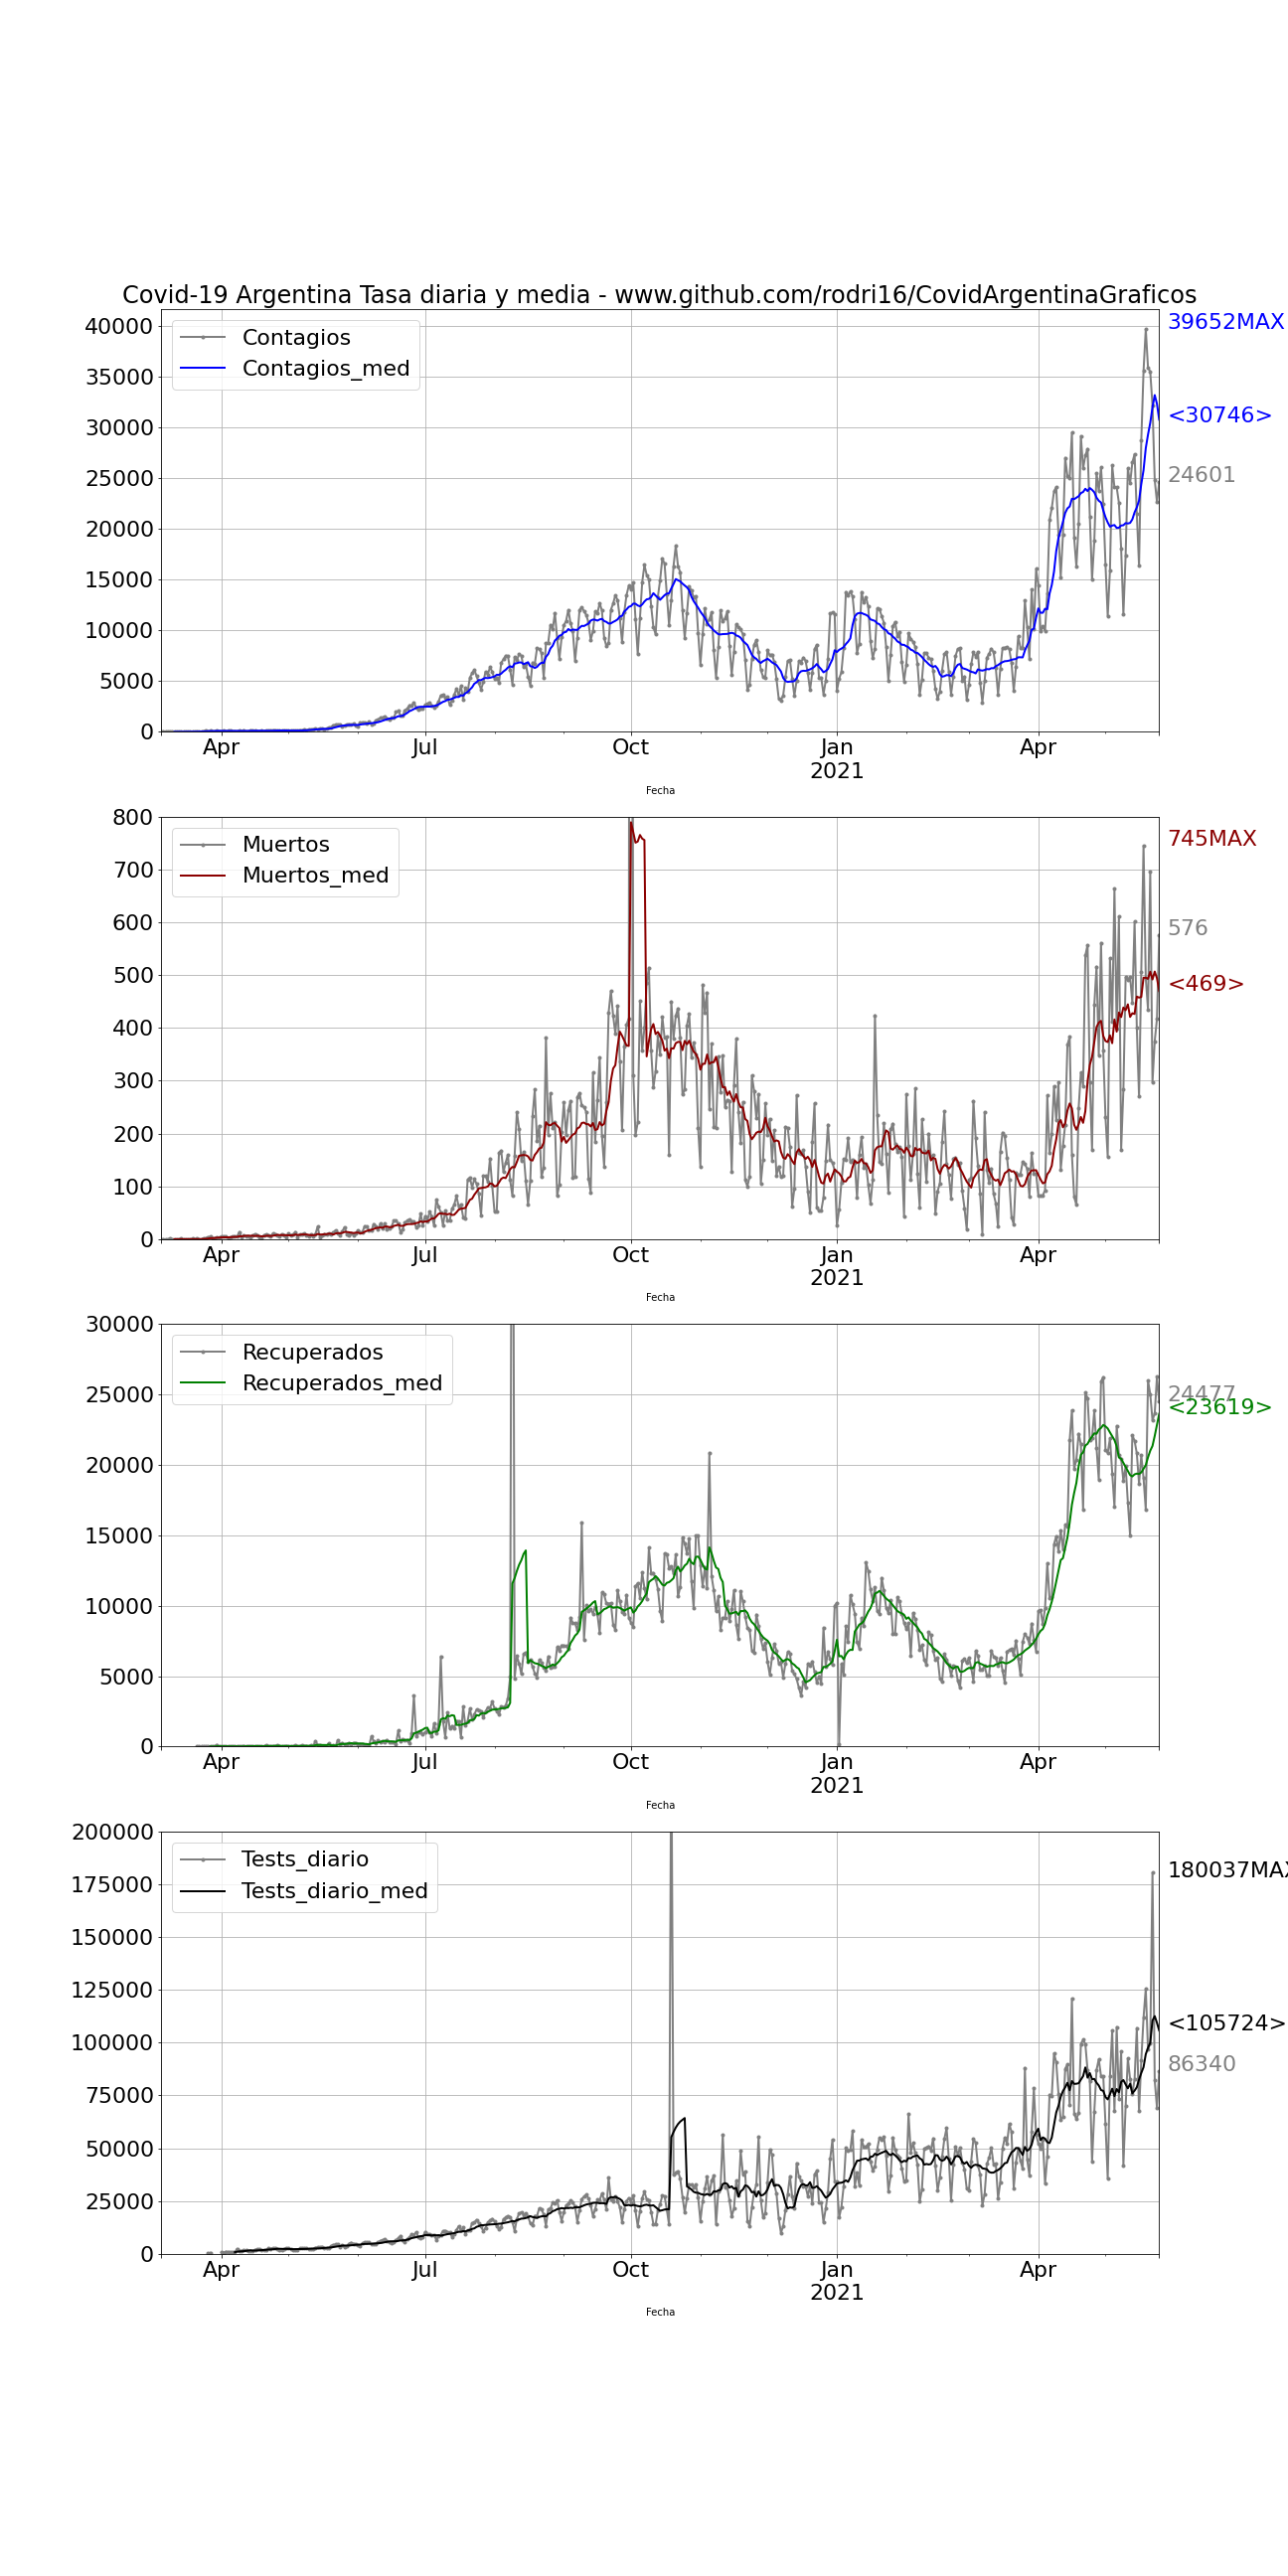 Covid-19 Argentina Tasa diaria y media - www.github.com/rodri16/CovidArgentinaGraficos
40000
35000
30000
25000
20000
15000
10000
5000
0
Contagios
Contagios_med
39652MAX
<30746>
24601
Apr
Jul
Oct
Jan
2021
Apr
Fecha
800
700
600
500
400
300
200
100
0
Muertos
Muertos_med
745MAX
576
<469>
Apr
Jul
Oct
Jan
2021
Apr
Fecha
30000
25000
20000
15000
10000
5000
0
Recuperados
Recuperados_med
24477
<23619>
Apr
Jul
Oct
Jan
2021
Apr
Fecha
200000
175000
150000
125000
100000
75000
50000
25000
0
Tests_diario
Tests_diario_med
180037MAX
<105724>
86340
Apr
Jul
Oct
Jan
2021
Apr
Fecha